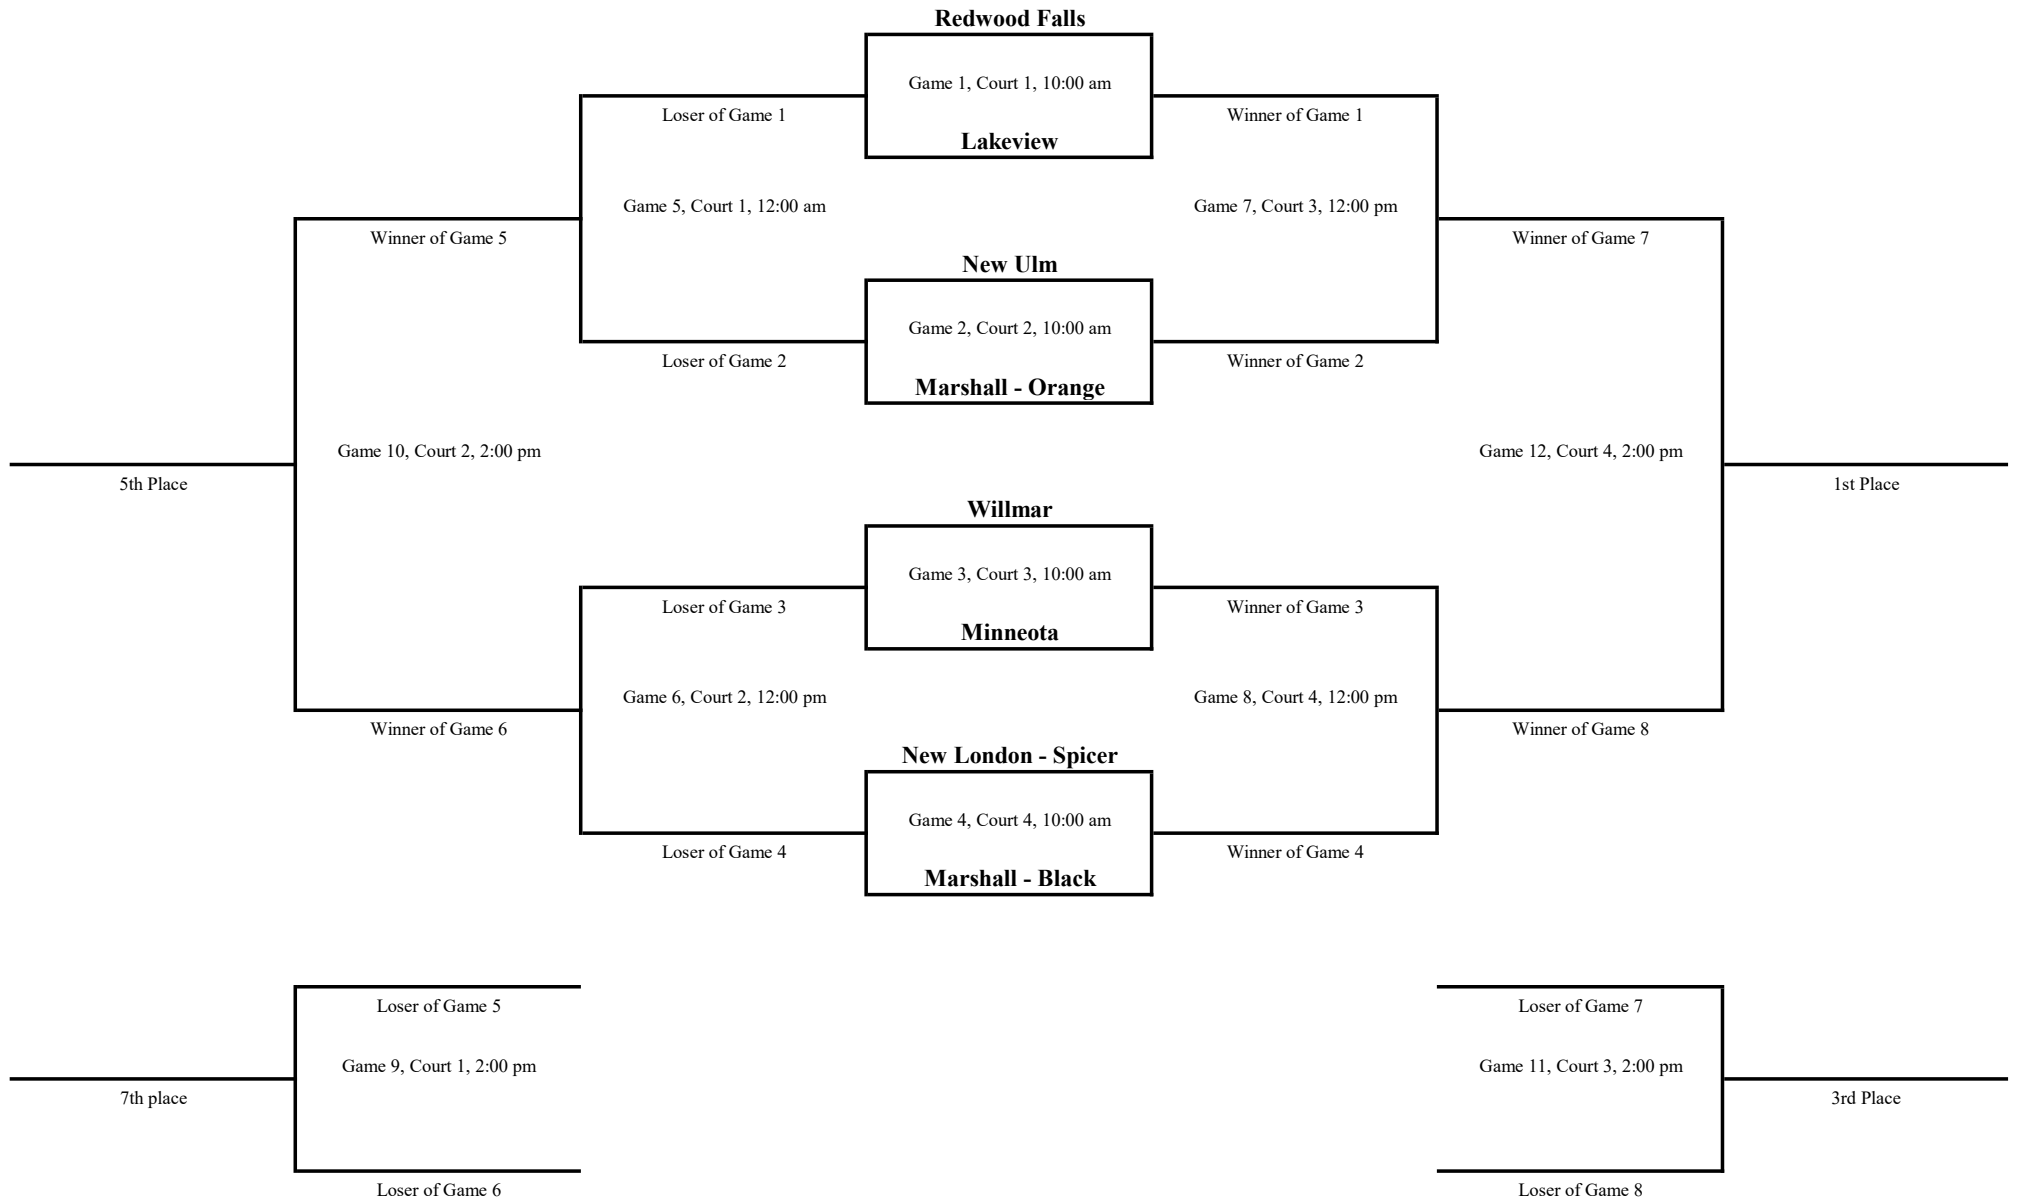 Redwood Falls
Game 1, Court 1, 10:00 am
Loser of Game 1
Winner of Game 1
Lakeview
Game 5, Court 1, 12:00 am
Game 7, Court 3, 12:00 pm
Winner of Game 5
Winner of Game 7
New Ulm
Game 2, Court 2, 10:00 am
Loser of Game 2
Winner of Game 2
Marshall - Orange
Game 10, Court 2, 2:00 pm
Game 12, Court 4, 2:00 pm
5th Place
1st Place
Willmar
Game 3, Court 3, 10:00 am
Loser of Game 3
Winner of Game 3
Minneota
Game 6, Court 2, 12:00 pm
Game 8, Court 4, 12:00 pm
Winner of Game 6
Winner of Game 8
New London - Spicer
Game 4, Court 4, 10:00 am
Loser of Game 4
Winner of Game 4
Marshall - Black
Loser of Game 5
Loser of Game 7
Game 9, Court 1, 2:00 pm
Game 11, Court 3, 2:00 pm
7th place
3rd Place
Loser of Game 6
Loser of Game 8